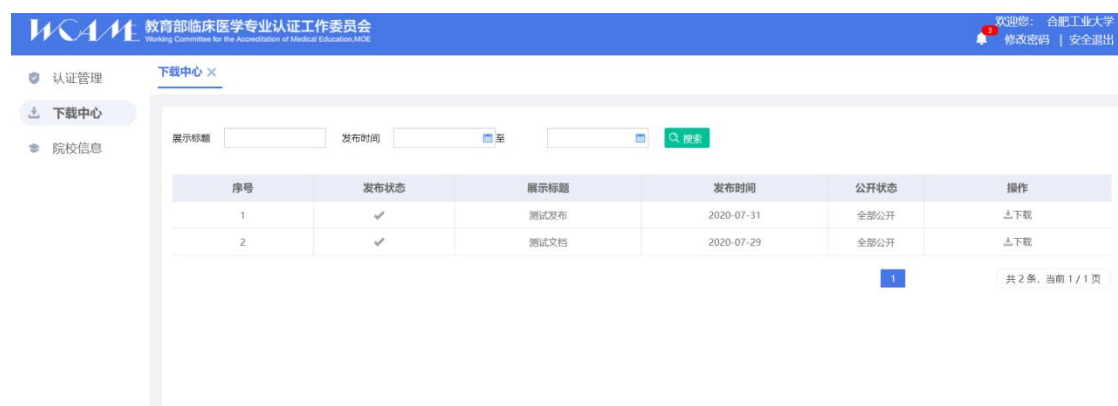 WCAME 教育部临床医学专业认证工作委员会
Working Committee for the Accreditation of Medical Education,MOE
3 欢迎您: 合肥工业大学
修改密码 | 安全退出
认证管理
下载中心
院校信息
下载中心 ×
展示标题 发布时间 至 搜索
序号 发布状态 展示标题 发布时间 公开状态 操作
1 测试发布 2020-07-31 全部公开 下载
2 测试文档 2020-07-29 全部公开 下载
1 共 2 条, 当前 1 / 1 页